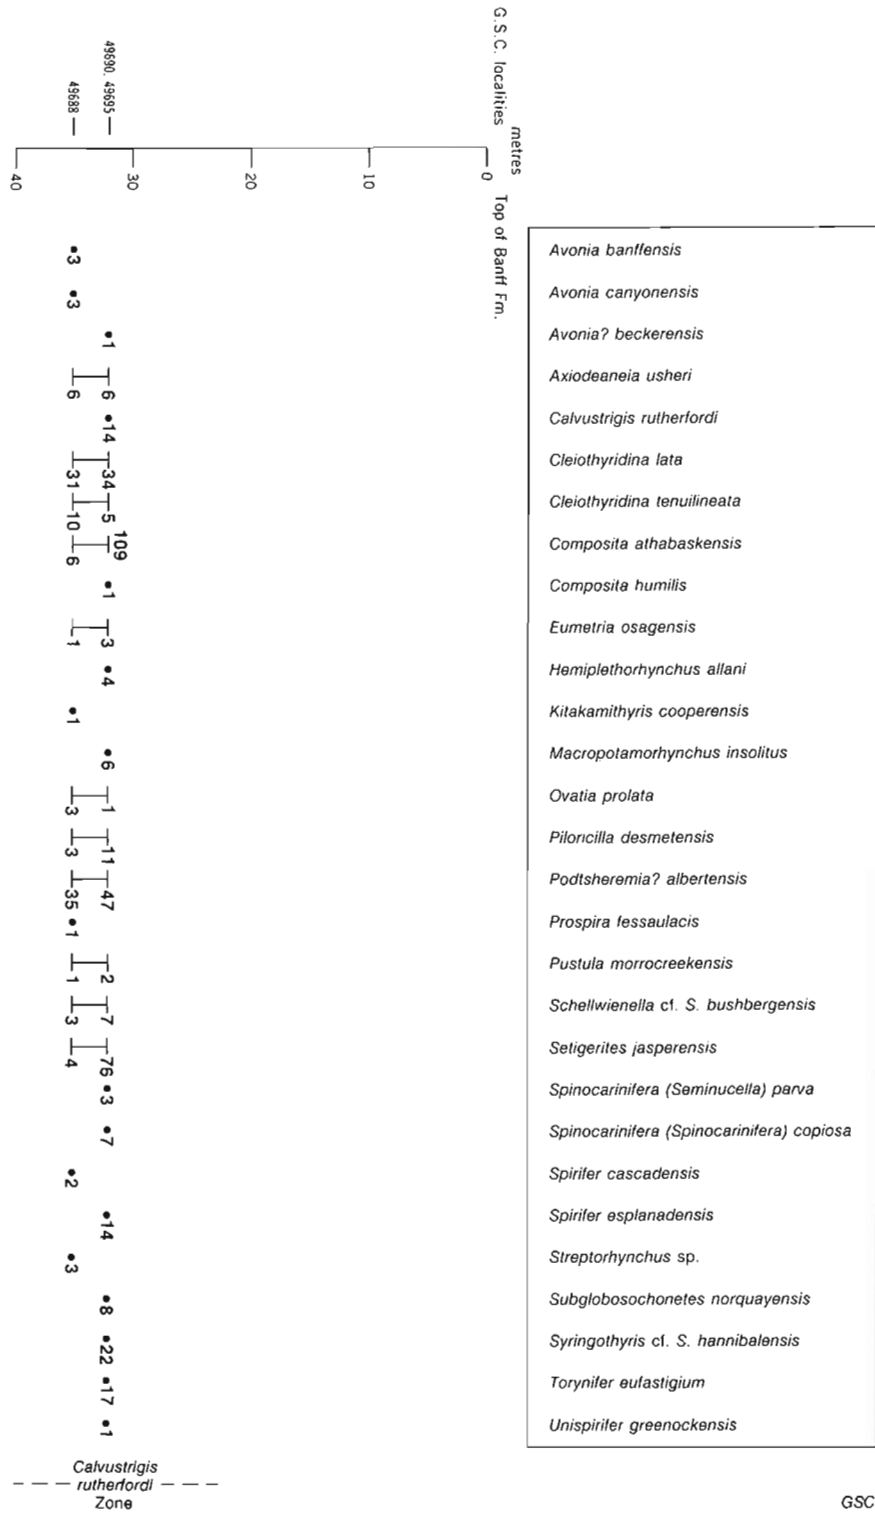 G.S.C. localities
49690, 49695
49688
metres
0
10
20
30
40
Top of Banff Fm.
Avonia banffensis
•3
Avonia canyonensis
•3
Avonia? beckerensis
•1
Axiodeaneia usheri
6
6
Calvustrigis rutherfordi
•14
Cleiothyridina lata
31
34
Cleiothyridina tenuilineata
10
5
Composita athabaskensis
6
109
Composita humilis
•1
Eumetria osagensis
1
3
Hemiplethorhynchus allani
•4
Kitakamithyris cooperensis
•1
Macropotamorhynchus insolitus
•6
Ovatia prolata
3
1
Piloricilla desmetensis
3
11
Podtsheremia? albertensis
35
47
Prospira fessaulacis
•1
Pustula morrocreekensis
1
2
Schellwienella cf. S. bushbergensis
3
7
Setigerites jasperensis
4
76
Spinocarinifera (Seminucella) parva
•3
Spinocarinifera (Spinocarinifera) copiosa
•7
Spirifer cascadensis
•2
Spirifer esplanadensis
•14
Streptorhynchus sp.
•3
Subglobosochonetes norquayensis
•8
Syringothyris cf. S. hannibalensis
•22
Torynifer eufastigium
•17
Unispirifer greenockensis
•1
Calvustrigis
rutherfordi
Zone
GSC